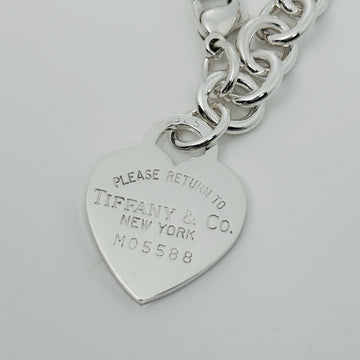 PLEASE RETURN TO
TIFFANY & CO.
NEW YORK
M05588